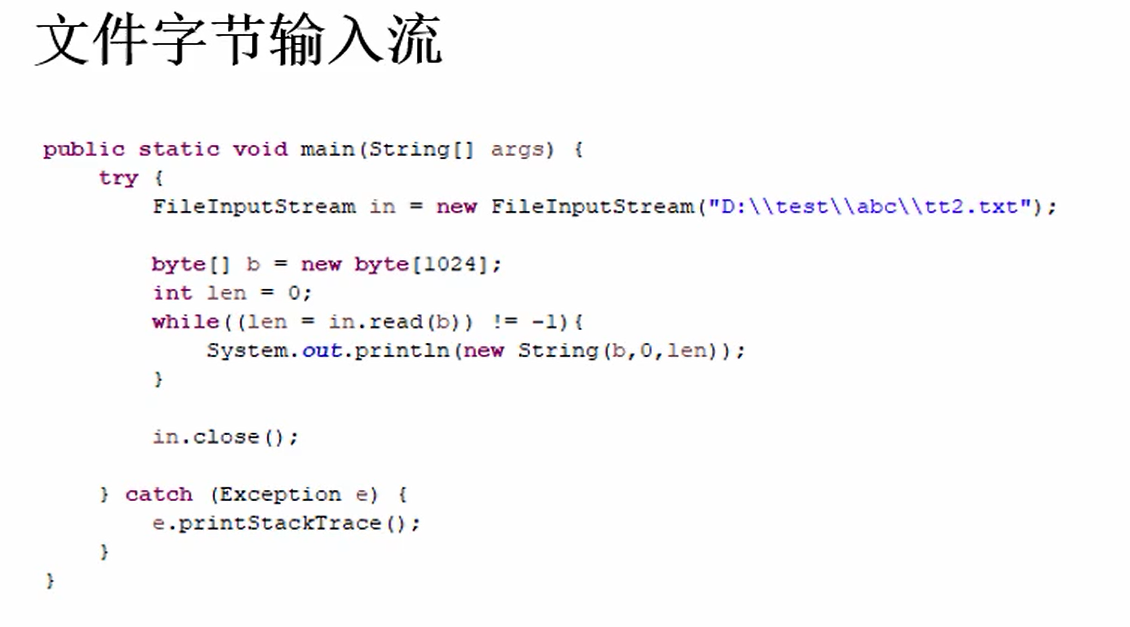 文件字节输入流
public static void main(String[] args) {
try {
FileInputStream in = new FileInputStream("D:\\test\\abc\\tt2.txt");
byte[] b = new byte[1024];
int len = 0;
while((len = in.read(b)) != -1){
System.out.println(new String(b,0,len));
}
in.close();
} catch (Exception e) {
e.printStackTrace();
}
}